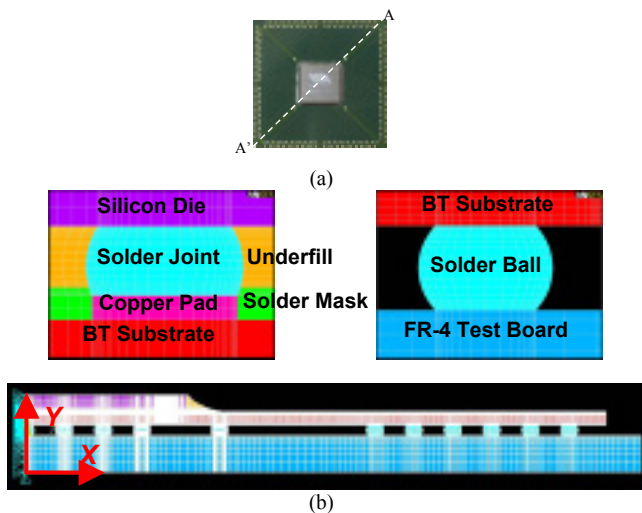 A
A'
(a)
Silicon Die
Solder Joint
Underfill
Copper Pad
Solder Mask
BT Substrate
BT Substrate
Solder Ball
FR-4 Test Board
Y
X
(b)